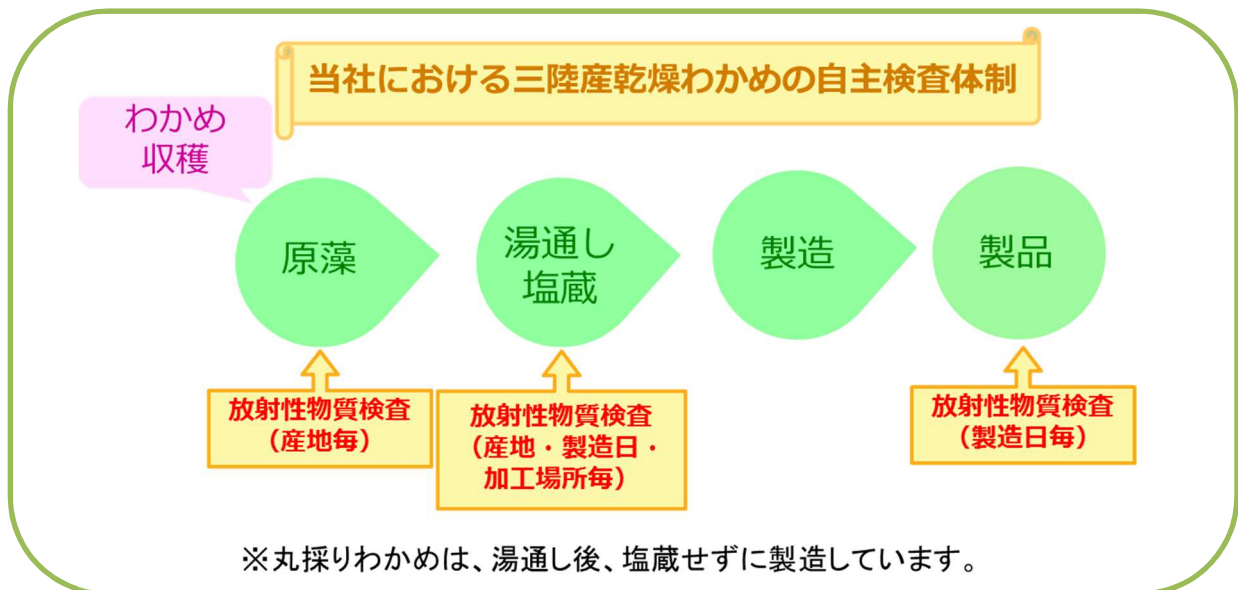 当社における三陸産乾燥わかめの自主検査体制
わかめ
収穫
原藻
湯通し
塩蔵
製造
製品
放射性物質検査
（産地毎）
放射性物質検査
（産地・製造日・
加工場所毎）
放射性物質検査
（製造日毎）
※丸採りわかめは、湯通し後、塩蔵せずに製造しています。